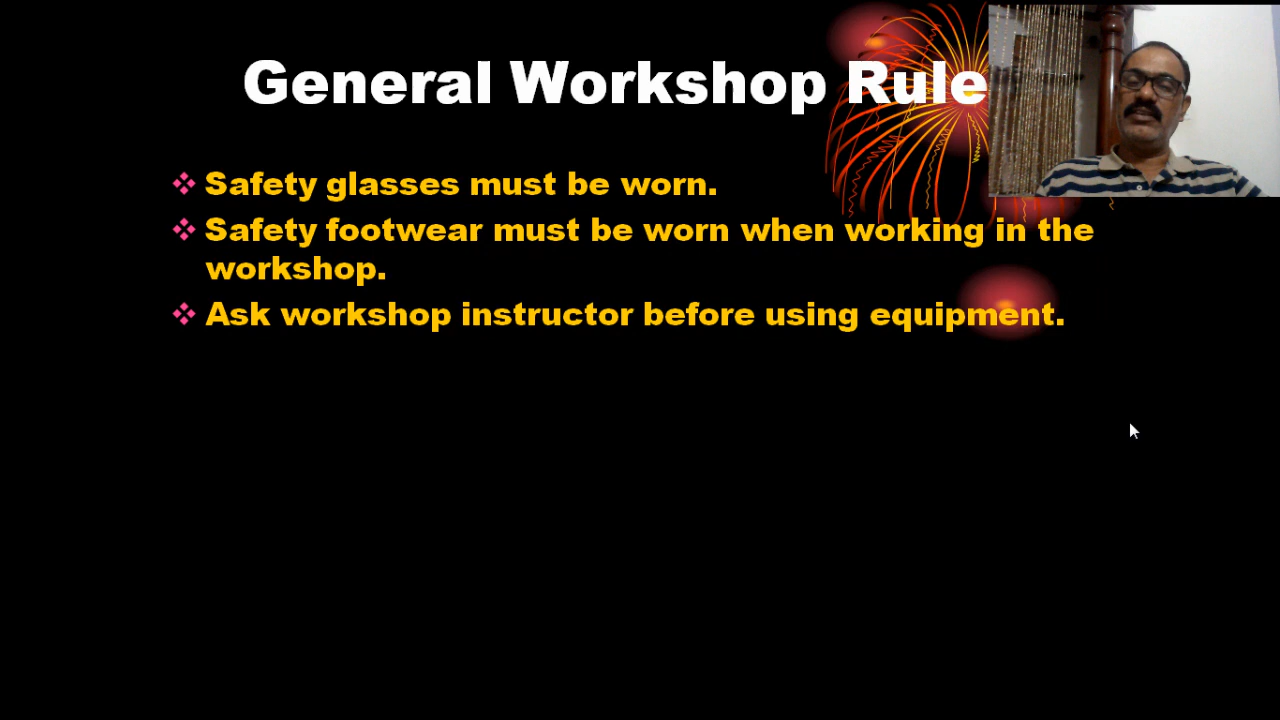 General Workshop Rule
Safety glasses must be worn.
Safety footwear must be worn when working in the
workshop.
Ask workshop instructor before using equipment.